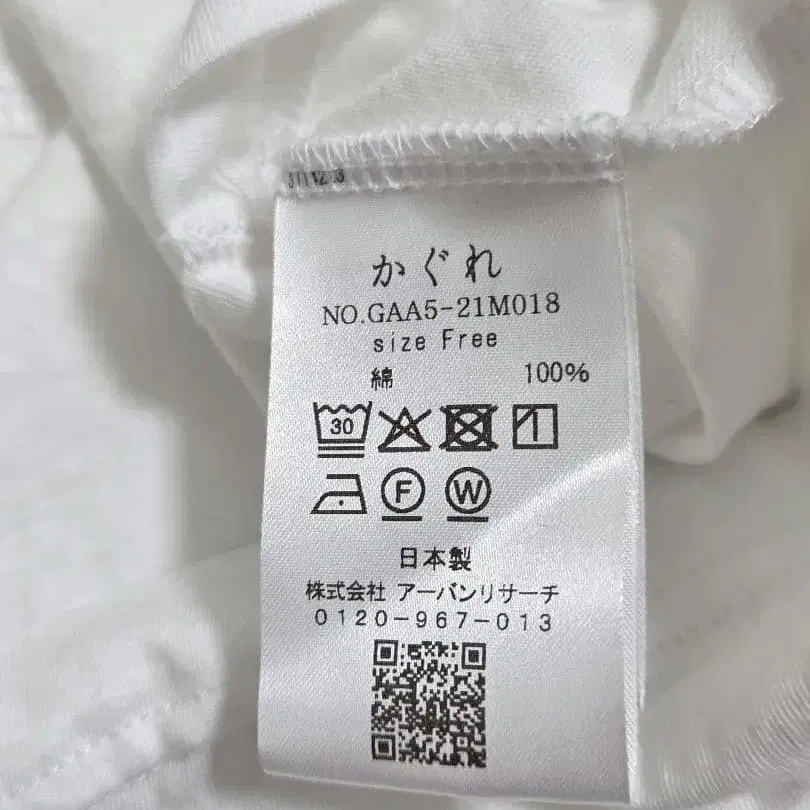 かぐれ
NO.GAA5-21M018
size Free
綿 100%
30
F W
日本製
株式会社 アーバンリサーチ
0120-967-013